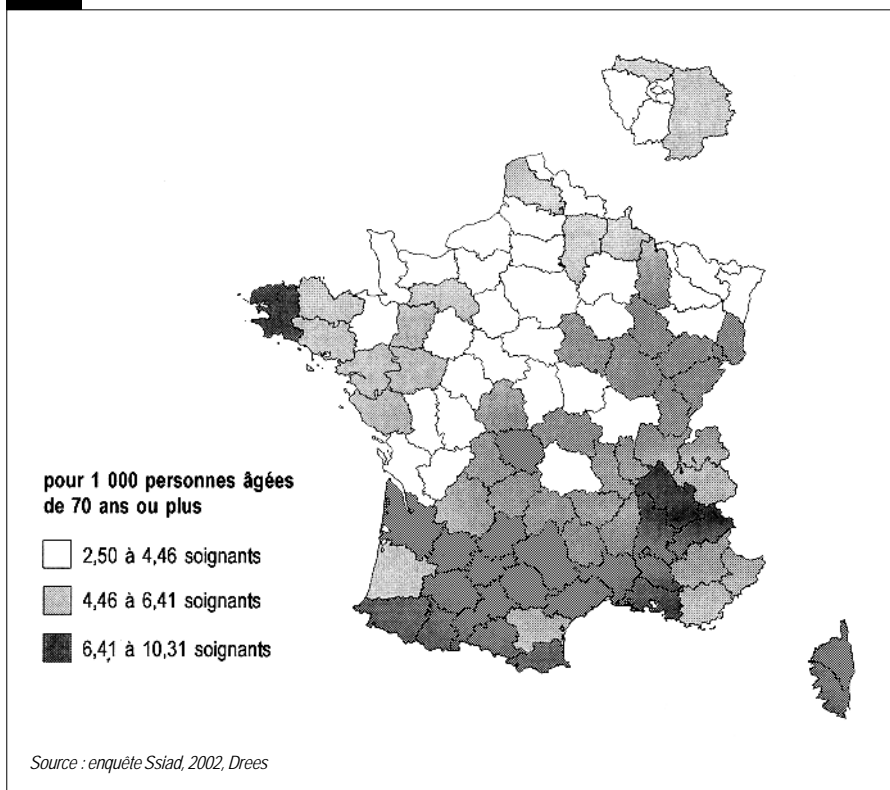 pour 1 000 personnes âgées
de 70 ans ou plus
2,50 à 4,46 soignants
4,46 à 6,41 soignants
6,41 à 10,31 soignants
Source : enquête Ssiad, 2002, Drees